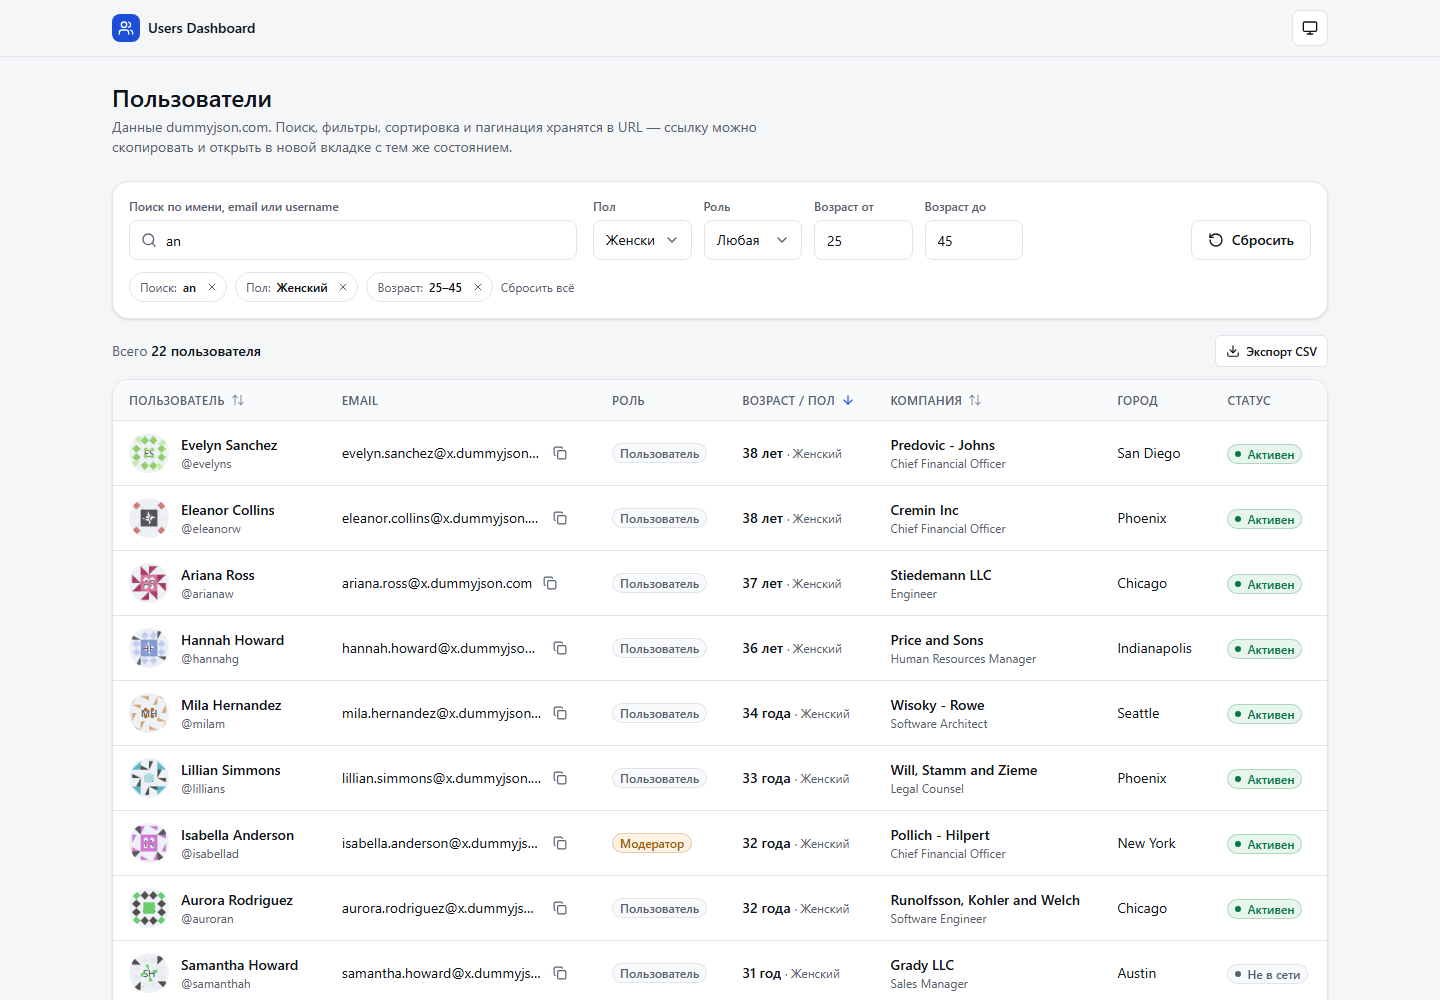 Users Dashboard
Пользователи
Данные dummyjson.com. Поиск, фильтры, сортировка и пагинация хранятся в URL — ссылку можно
скопировать и открыть в новой вкладке с тем же состоянием.
Поиск по имени, email или username Пол Роль Возраст от Возраст до
an Женски Любая 25 45 Сбросить
Поиск: an Пол: Женский Возраст: 25–45 Сбросить всё
Всего 22 пользователя Экспорт CSV
ПОЛЬЗОВАТЕЛЬ EMAIL РОЛЬ ВОЗРАСТ / ПОЛ КОМПАНИЯ ГОРОД СТАТУС
ES Evelyn Sanchez evelyn.sanchez@x.dummyjson... Пользователь 38 лет · Женский Predovic - Johns San Diego Активен
@evelyns Chief Financial Officer
Eleanor Collins eleanor.collins@x.dummyjson.... Пользователь 38 лет · Женский Cremin Inc Phoenix Активен
@eleanorw Chief Financial Officer
Ariana Ross ariana.ross@x.dummyjson.com Пользователь 37 лет · Женский Stiedemann LLC Chicago Активен
@arianaw Engineer
Hannah Howard hannah.howard@x.dummyjso... Пользователь 36 лет · Женский Price and Sons Indianapolis Активен
@hannahg Human Resources Manager
MH Mila Hernandez mila.hernandez@x.dummyjson... Пользователь 34 года · Женский Wisoky - Rowe Seattle Активен
@milam Software Architect
Lillian Simmons lillian.simmons@x.dummyjson.... Пользователь 33 года · Женский Will, Stamm and Zieme Phoenix Активен
@lillians Legal Counsel
Isabella Anderson isabella.anderson@x.dummyjs... Модератор 32 года · Женский Pollich - Hilpert New York Активен
@isabellad Chief Financial Officer
Aurora Rodriguez aurora.rodriguez@x.dummyjs... Пользователь 32 года · Женский Runolfsson, Kohler and Welch Chicago Активен
@auroran Software Engineer
SH Samantha Howard samantha.howard@x.dummyjs... Пользователь 31 год · Женский Grady LLC Austin Не в сети
@samanthah Sales Manager